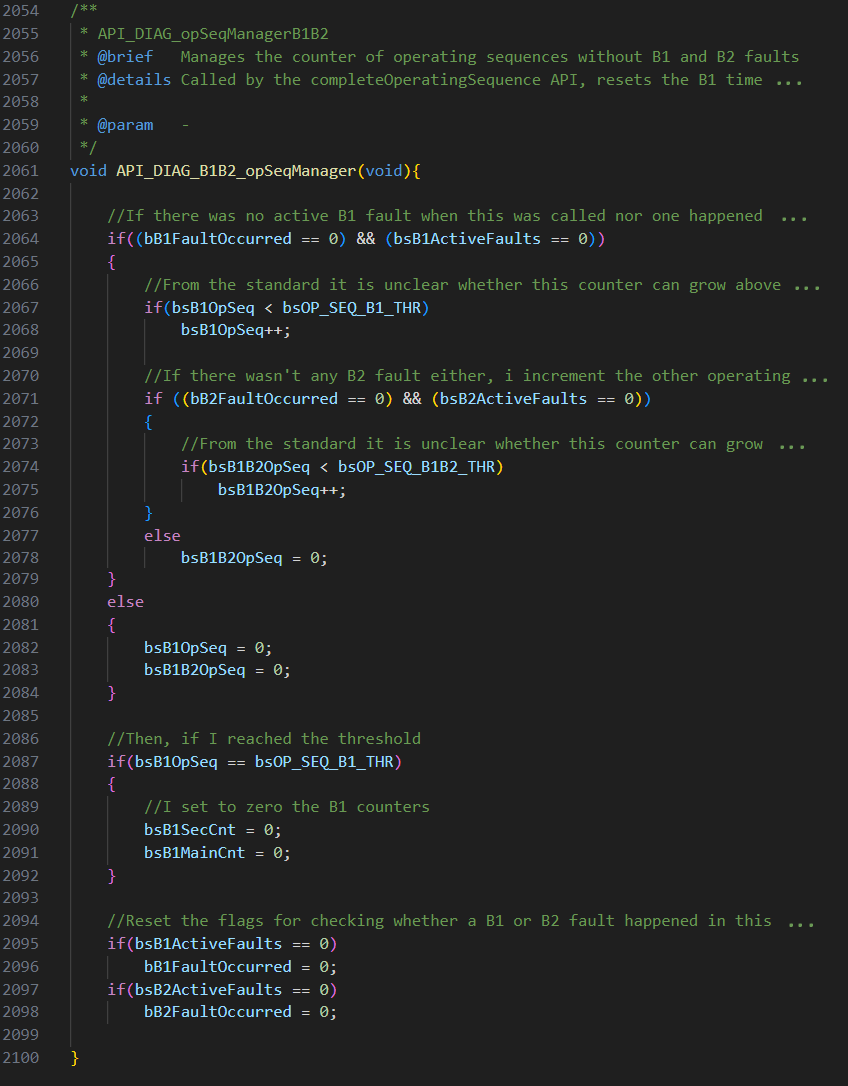 2054 /**
2055  * API_DIAG_opSeqManagerB1B2
2056  * @brief   Manages the counter of operating sequences without B1 and B2 faults
2057  * @details Called by the completeOperatingSequence API, resets the B1 time ...
2058  *
2059  * @param   -
2060  */
2061 void API_DIAG_B1B2_opSeqManager(void){
2062
2063     //If there was no active B1 fault when this was called nor one happened  ...
2064     if((bB1FaultOccurred == 0) && (bsB1ActiveFaults == 0))
2065     {
2066         //From the standard it is unclear whether this counter can grow above ...
2067         if(bsB1OpSeq < bsOP_SEQ_B1_THR)
2068             bsB1OpSeq++;
2069
2070         //If there wasn't any B2 fault either, i increment the other operating ...
2071         if ((bB2FaultOccurred == 0) && (bsB2ActiveFaults == 0))
2072         {
2073             //From the standard it is unclear whether this counter can grow  ...
2074             if(bsB1B2OpSeq < bsOP_SEQ_B1B2_THR)
2075                 bsB1B2OpSeq++;
2076         }
2077         else
2078             bsB1B2OpSeq = 0;
2079     }
2080     else
2081     {
2082         bsB1OpSeq = 0;
2083         bsB1B2OpSeq = 0;
2084     }
2085
2086     //Then, if I reached the threshold
2087     if(bsB1OpSeq == bsOP_SEQ_B1_THR)
2088     {
2089         //I set to zero the B1 counters
2090         bsB1SecCnt = 0;
2091         bsB1MainCnt = 0;
2092     }
2093
2094     //Reset the flags for checking whether a B1 or B2 fault happened in this  ...
2095     if(bsB1ActiveFaults == 0)
2096         bB1FaultOccurred = 0;
2097     if(bsB2ActiveFaults == 0)
2098         bB2FaultOccurred = 0;
2099
2100 }